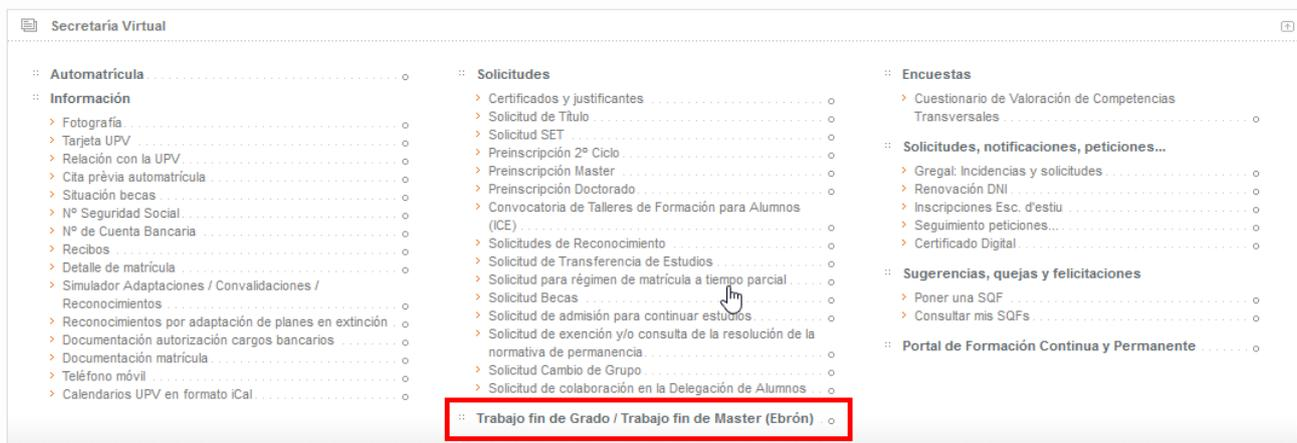 Secretaría Virtual
Automatrícula
Información
Fotografía
Tarjeta UPV
Relación con la UPV
Cita prèvia automatrícula
Situación becas
Nº Seguridad Social
Nº de Cuenta Bancaria
Recibos
Detalle de matrícula
Simulador Adaptaciones / Convalidaciones /
Reconocimientos
Reconocimientos por adaptación de planes en extinción
Documentación autorización cargos bancarios
Documentación matrícula
Teléfono móvil
Calendarios UPV en formato iCal
Solicitudes
Certificados y justificantes
Solicitud de Título
Solicitud SET
Preinscripción 2º Ciclo
Preinscripción Master
Preinscripción Doctorado
Convocatoria de Talleres de Formación para Alumnos
(ICE)
Solicitudes de Reconocimiento
Solicitud de Transferencia de Estudios
Solicitud para régimen de matrícula a tiempo parcial
Solicitud Becas
Solicitud de admisión para continuar estudios
Solicitud de exención y/o consulta de la resolución de la
normativa de permanencia
Solicitud Cambio de Grupo
Solicitud de colaboración en la Delegación de Alumnos
Trabajo fin de Grado / Trabajo fin de Master (Ebrón)
Encuestas
Cuestionario de Valoración de Competencias
Transversales
Solicitudes, notificaciones, peticiones...
Gregal: Incidencias y solicitudes
Renovación DNI
Inscripciones Esc. d'estiu
Seguimiento peticiones...
Certificado Digital
Sugerencias, quejas y felicitaciones
Poner una SQF
Consultar mis SQFs
Portal de Formación Continua y Permanente